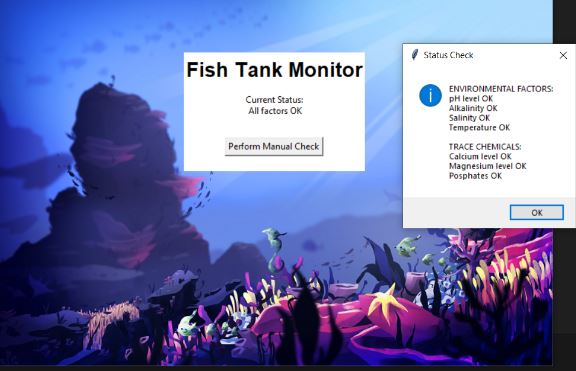 Fish Tank Monitor
Current Status:
All factors OK
Perform Manual Check
Status Check
ENVIRONMENTAL FACTORS:
pH level OK
Alkalinity OK
Salinity OK
Temperature OK
TRACE CHEMICALS:
Calcium level OK
Magnesium level OK
Posphates OK
OK